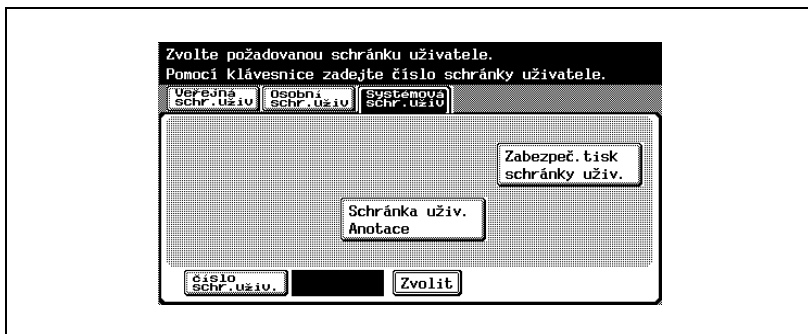 Zvolte požadovanou schránku uživatele.
Pomocí klávesnice zadejte číslo schránky uživatele.
Veřejná
schr.uživ
Osobní
schr.uživ
Systémová
schr.uživ
Zabezpeč.tisk
schránky uživ.
Schránka uživ.
Anotace
číslo
schr.uživ.
Zvolit